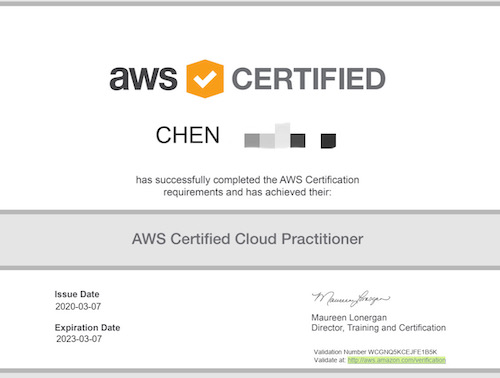 aws CERTIFIED
CHEN
has successfully completed the AWS Certification
requirements and has achieved their:
AWS Certified Cloud Practitioner
Issue Date
2020-03-07
Expiration Date
2023-03-07
Maureen Lonergan
Maureen Lonergan
Director, Training and Certification
Validation Number WCGNQ5KCEJFE1B5K
Validate at: http://aws.amazon.com/verification